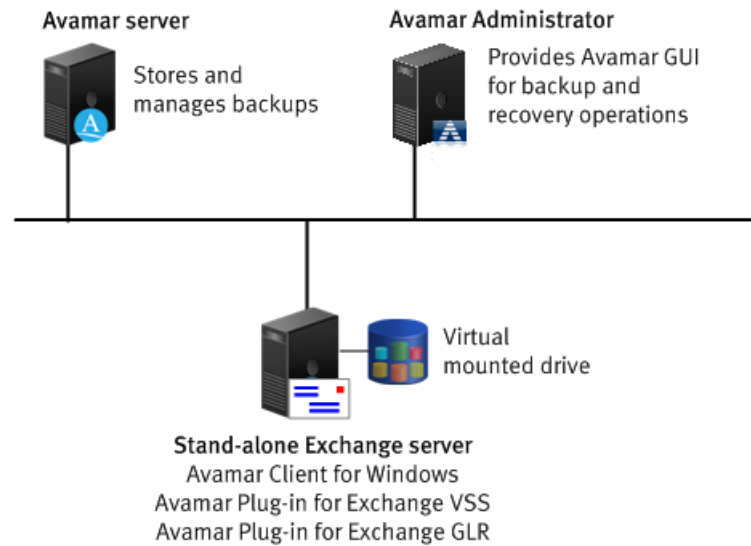 Avamar server
Stores and
manages backups
A
Avamar Administrator
Provides Avamar GUI
for backup and
recovery operations
Virtual
mounted drive
Stand-alone Exchange server
Avamar Client for Windows
Avamar Plug-in for Exchange VSS
Avamar Plug-in for Exchange GLR